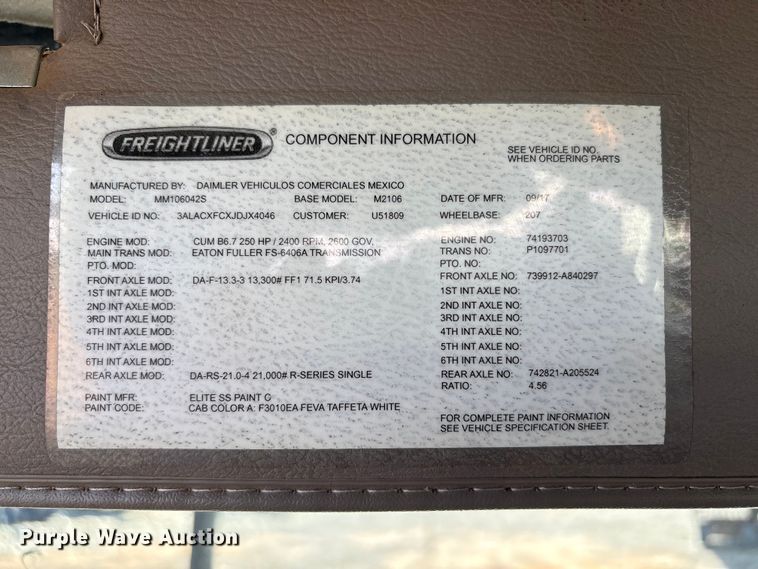 FREIGHTLINER ®
COMPONENT INFORMATION
SEE VEHICLE ID NO.
WHEN ORDERING PARTS
MANUFACTURED BY: DAIMLER VEHICULOS COMERCIALES MEXICO
MODEL: MM106042S BASE MODEL: M2106 DATE OF MFR: 09/17
VEHICLE ID NO: 3ALACXFCXJDJX4046 CUSTOMER: U51809 WHEELBASE: 207
ENGINE MOD: CUM B6.7 250 HP / 2400 RPM, 2600 GOV, ENGINE NO: 74193703
MAIN TRANS MOD: EATON FULLER FS-6406A TRANSMISSION TRANS NO: P1097701
PTO. MOD: PTO. NO:
FRONT AXLE MOD: DA-F-13.3-3 13,300# FF1 71.5 KPI/3.74 FRONT AXLE NO: 739912-A840297
1ST INT AXLE MOD: 1ST INT AXLE NO:
2ND INT AXLE MOD: 2ND INT AXLE NO:
3RD INT AXLE MOD: 3RD INT AXLE NO:
4TH INT AXLE MOD: 4TH INT AXLE NO:
5TH INT AXLE MOD: 5TH INT AXLE NO:
6TH INT AXLE MOD: 6TH INT AXLE NO:
REAR AXLE MOD: DA-RS-21.0-4 21,000# R-SERIES SINGLE REAR AXLE NO: 742821-A205524
RATIO: 4.56
PAINT MFR: ELITE SS PAINT C
PAINT CODE: CAB COLOR A: F3010EA FEVA TAFFETA WHITE
FOR COMPLETE PAINT INFORMATION
SEE VEHICLE SPECIFICATION SHEET.
Purple Wave Auction